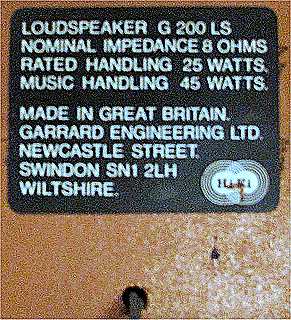 LOUDSPEAKER G 200 LS
NOMINAL IMPEDANCE 8 OHMS
RATED HANDLING 25 WATTS.
MUSIC HANDLING 45 WATTS.
MADE IN GREAT BRITAIN.
GARRARD ENGINEERING LTD.
NEWCASTLE STREET.
SWINDON SN1 2LH
WILTSHIRE.